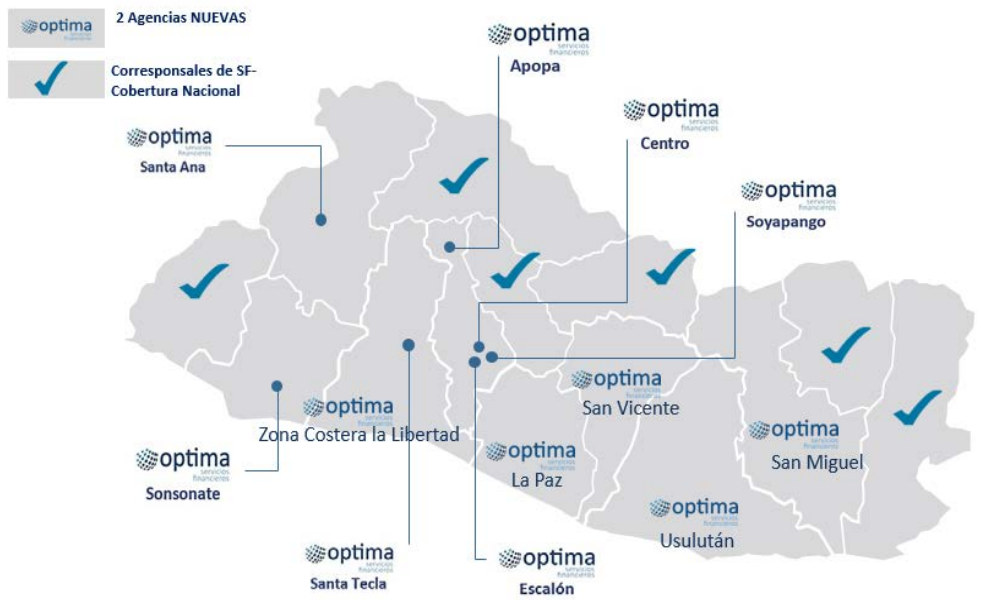 optima
servicios
financieros
2 Agencias NUEVAS
Corresponsales de SF-
Cobertura Nacional
optima
servicios
financieros
Apopa
optima
servicios
financieros
Centro
optima
servicios
financieros
Santa Ana
optima
servicios
financieros
Soyapango
optima
servicios
financieros
San Vicente
optima
servicios
financieros
Zona Costera la Libertad
optima
servicios
financieros
San Miguel
optima
servicios
financieros
La Paz
optima
servicios
financieros
Sonsonate
optima
servicios
financieros
Usulután
optima
servicios
financieros
Santa Tecla
optima
servicios
financieros
Escalón